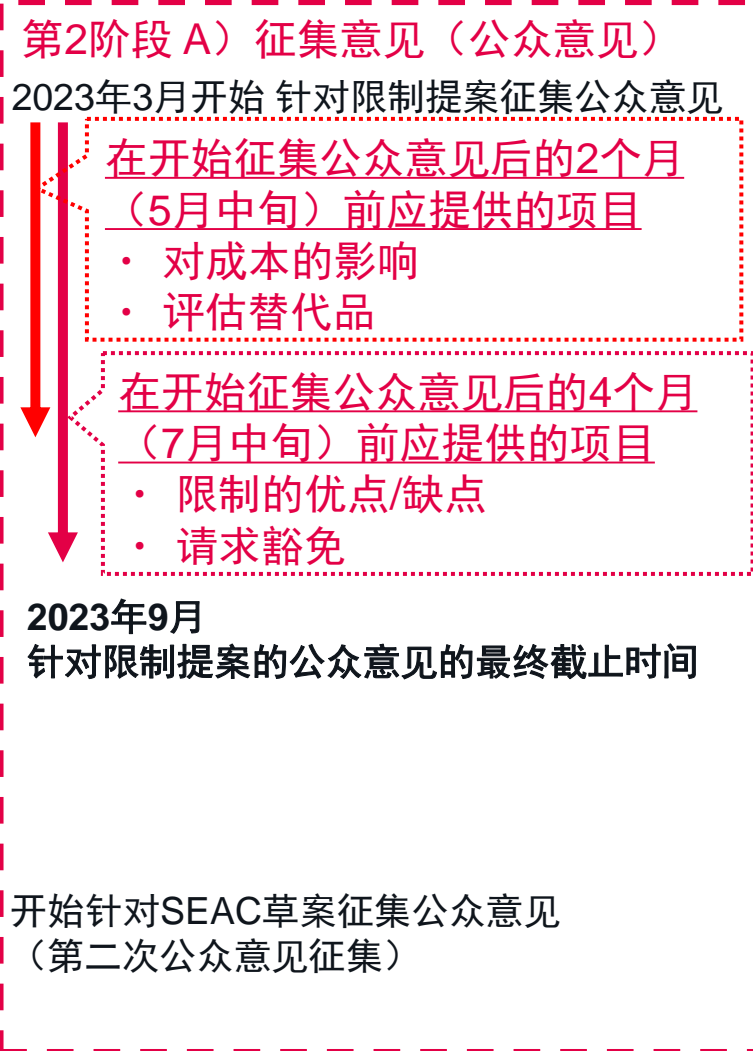 第2阶段 A）征集意见（公众意见）
2023年3月开始 针对限制提案征集公众意见
在开始征集公众意见后的2个月
（5月中旬）前应提供的项目
・ 对成本的影响
・ 评估替代品
在开始征集公众意见后的4个月
（7月中旬）前应提供的项目
・ 限制的优点/缺点
・ 请求豁免
2023年9月
针对限制提案的公众意见的最终截止时间
开始针对SEAC草案征集公众意见
（第二次公众意见征集）